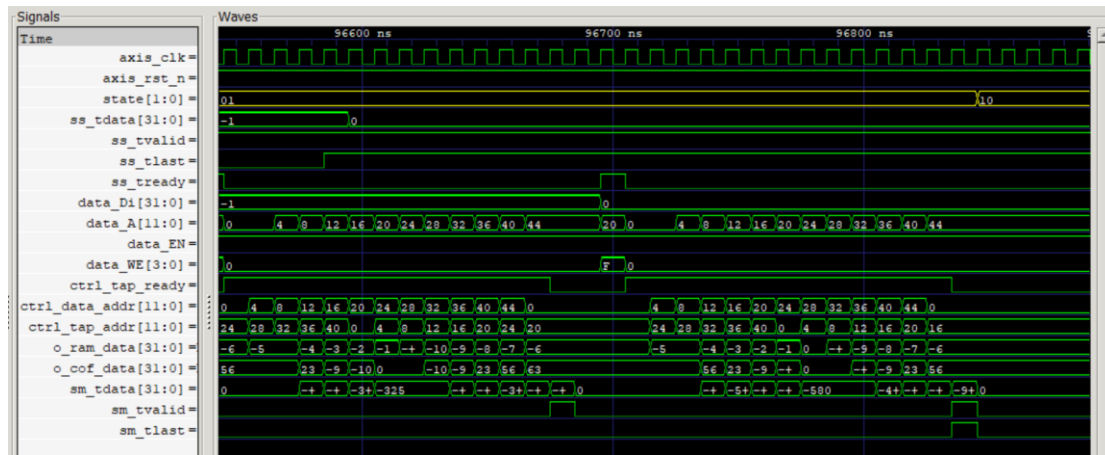 Signals Waves
Time 96600 ns 96700 ns 96800 ns
axis_clk=
axis_rst_n=
state[1:0]= 01 10
ss_tdata[31:0]= -1 0
ss_tvalid=
ss_tlast=
ss_tready=
data_Di[31:0]= -1 0
data_A[11:0]= 0 4 8 12 16 20 24 28 32 36 40 44 20 0 4 8 12 16 20 24 28 32 36 40 44
data_EN=
data_WE[3:0]= 0 F 0
ctrl_tap_ready=
ctrl_data_addr[11:0]= 0 4 8 12 16 20 24 28 32 36 40 44 0 4 8 12 16 20 24 28 32 36 40 44 0
ctrl_tap_addr[11:0]= 24 28 32 36 40 0 4 8 12 16 20 24 20 24 28 32 36 40 0 4 8 12 16 20 16
o_ram_data[31:0]= -6 -5 -4 -3 -2 -1 -+ -10 -9 -8 -7 -6 -5 -4 -3 -2 -1 0 -+ -9 -8 -7 -6
o_cof_data[31:0]= 56 23 -9 -10 0 -10 -9 23 56 63 56 23 -9 -+ 0 -+ -9 23 56
sm_tdata[31:0]= 0 -+ -+ -3+ -325 -+ -+ -3+ -+ -+ 0 -+ -5+ -+ -+ -580 -4+ -+ -+ -9+ 0
sm_tvalid=
sm_tlast=